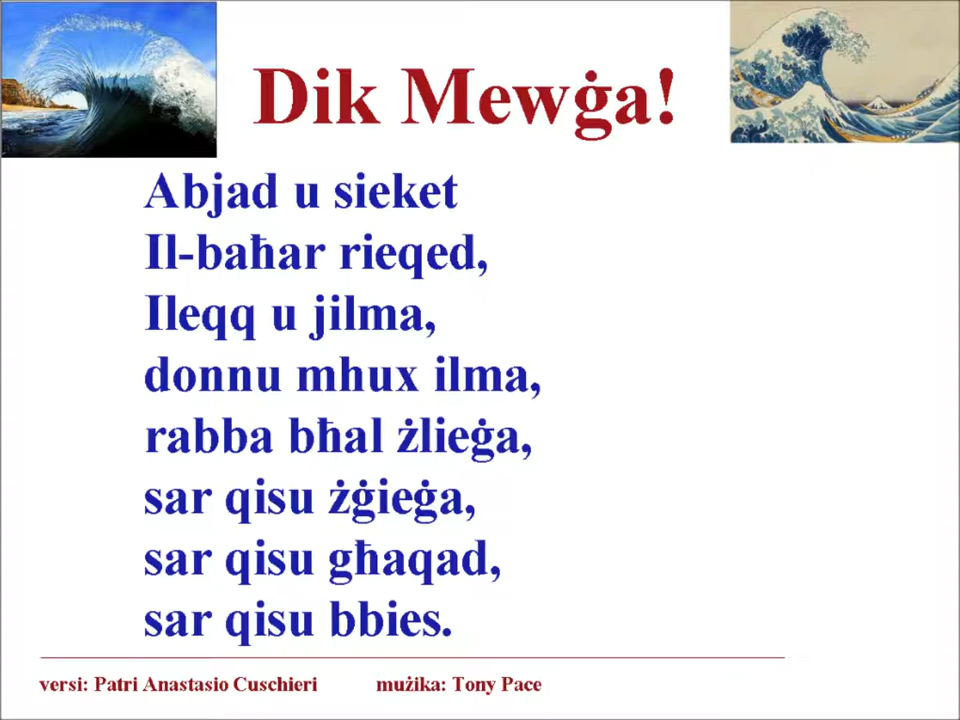 Dik Mewġa!
Abjad u sieket
Il-baħar rieqed,
Ileqq u jilma,
donnu mhux ilma,
rabba bħal żlieġa,
sar qisu żġieġa,
sar qisu għaqad,
sar qisu bbies.
versi: Patri Anastasio Cuschieri mużika: Tony Pace